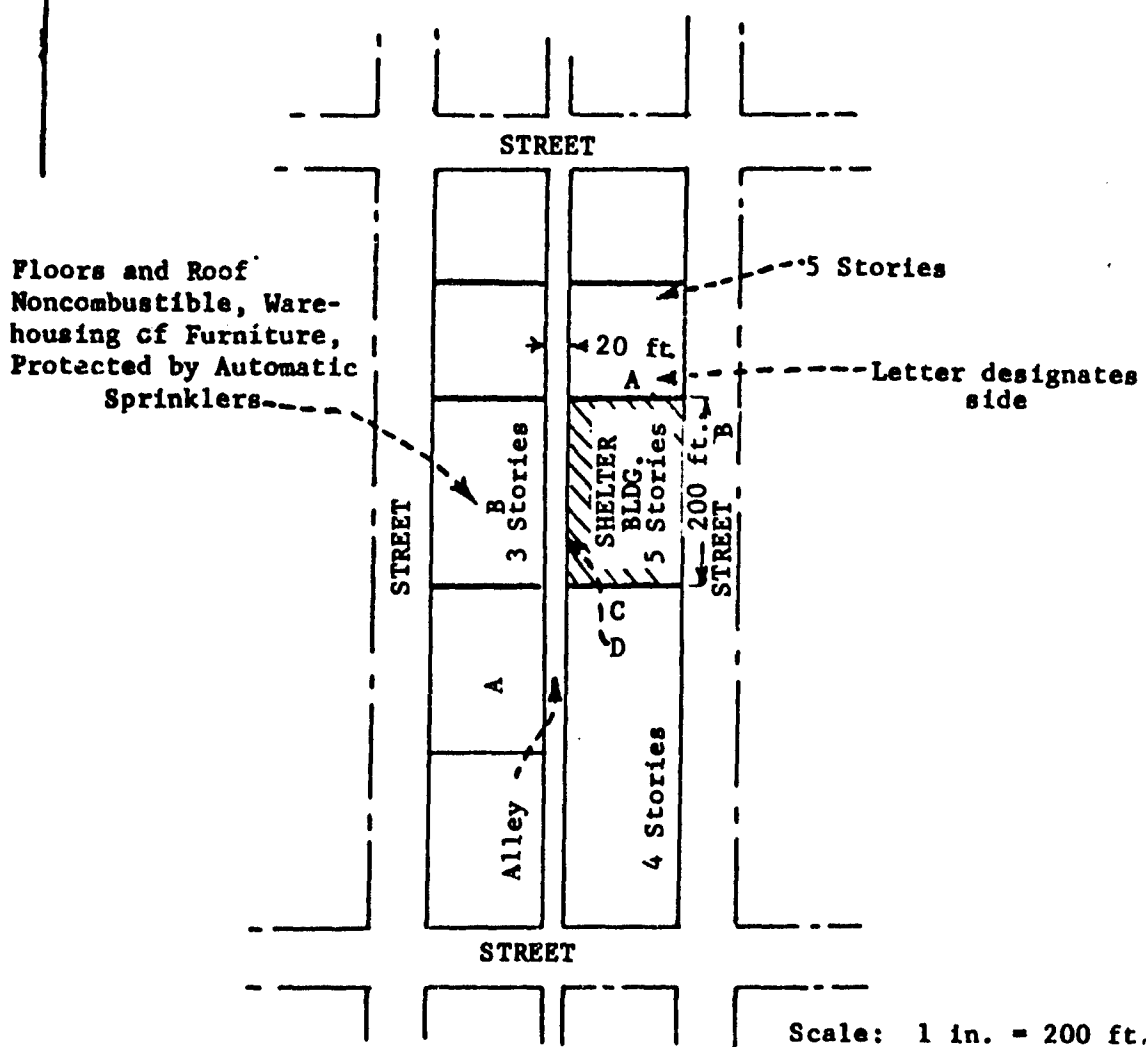 STREET
Floors and Roof
Noncombustible, Ware-
housing of Furniture,
Protected by Automatic
Sprinklers
5 Stories
20 ft.
A
Letter designates
side
B
3 Stories
SHELTER
BLDG.
5 Stories
200 ft.
B
STREET
STREET
C
D
A
Alley
4 Stories
STREET
Scale: 1 in. = 200 ft.